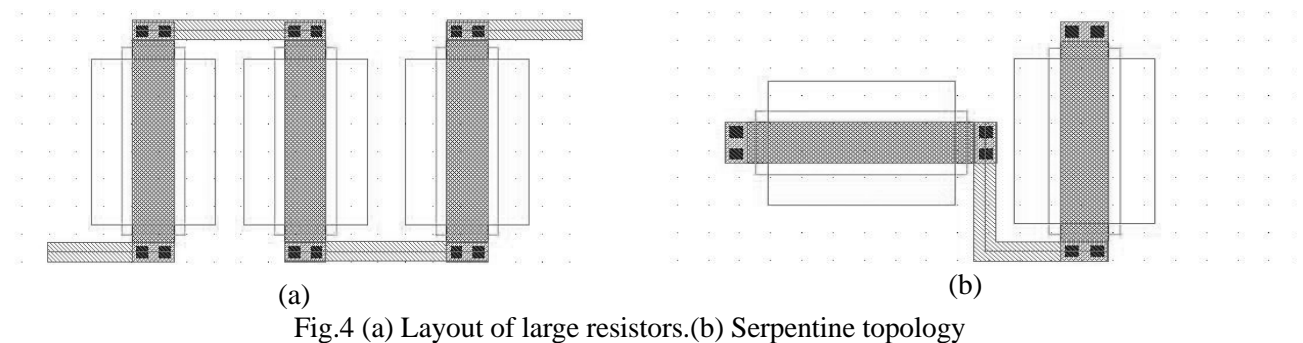 (a)
(b)
Fig.4 (a) Layout of large resistors.(b) Serpentine topology